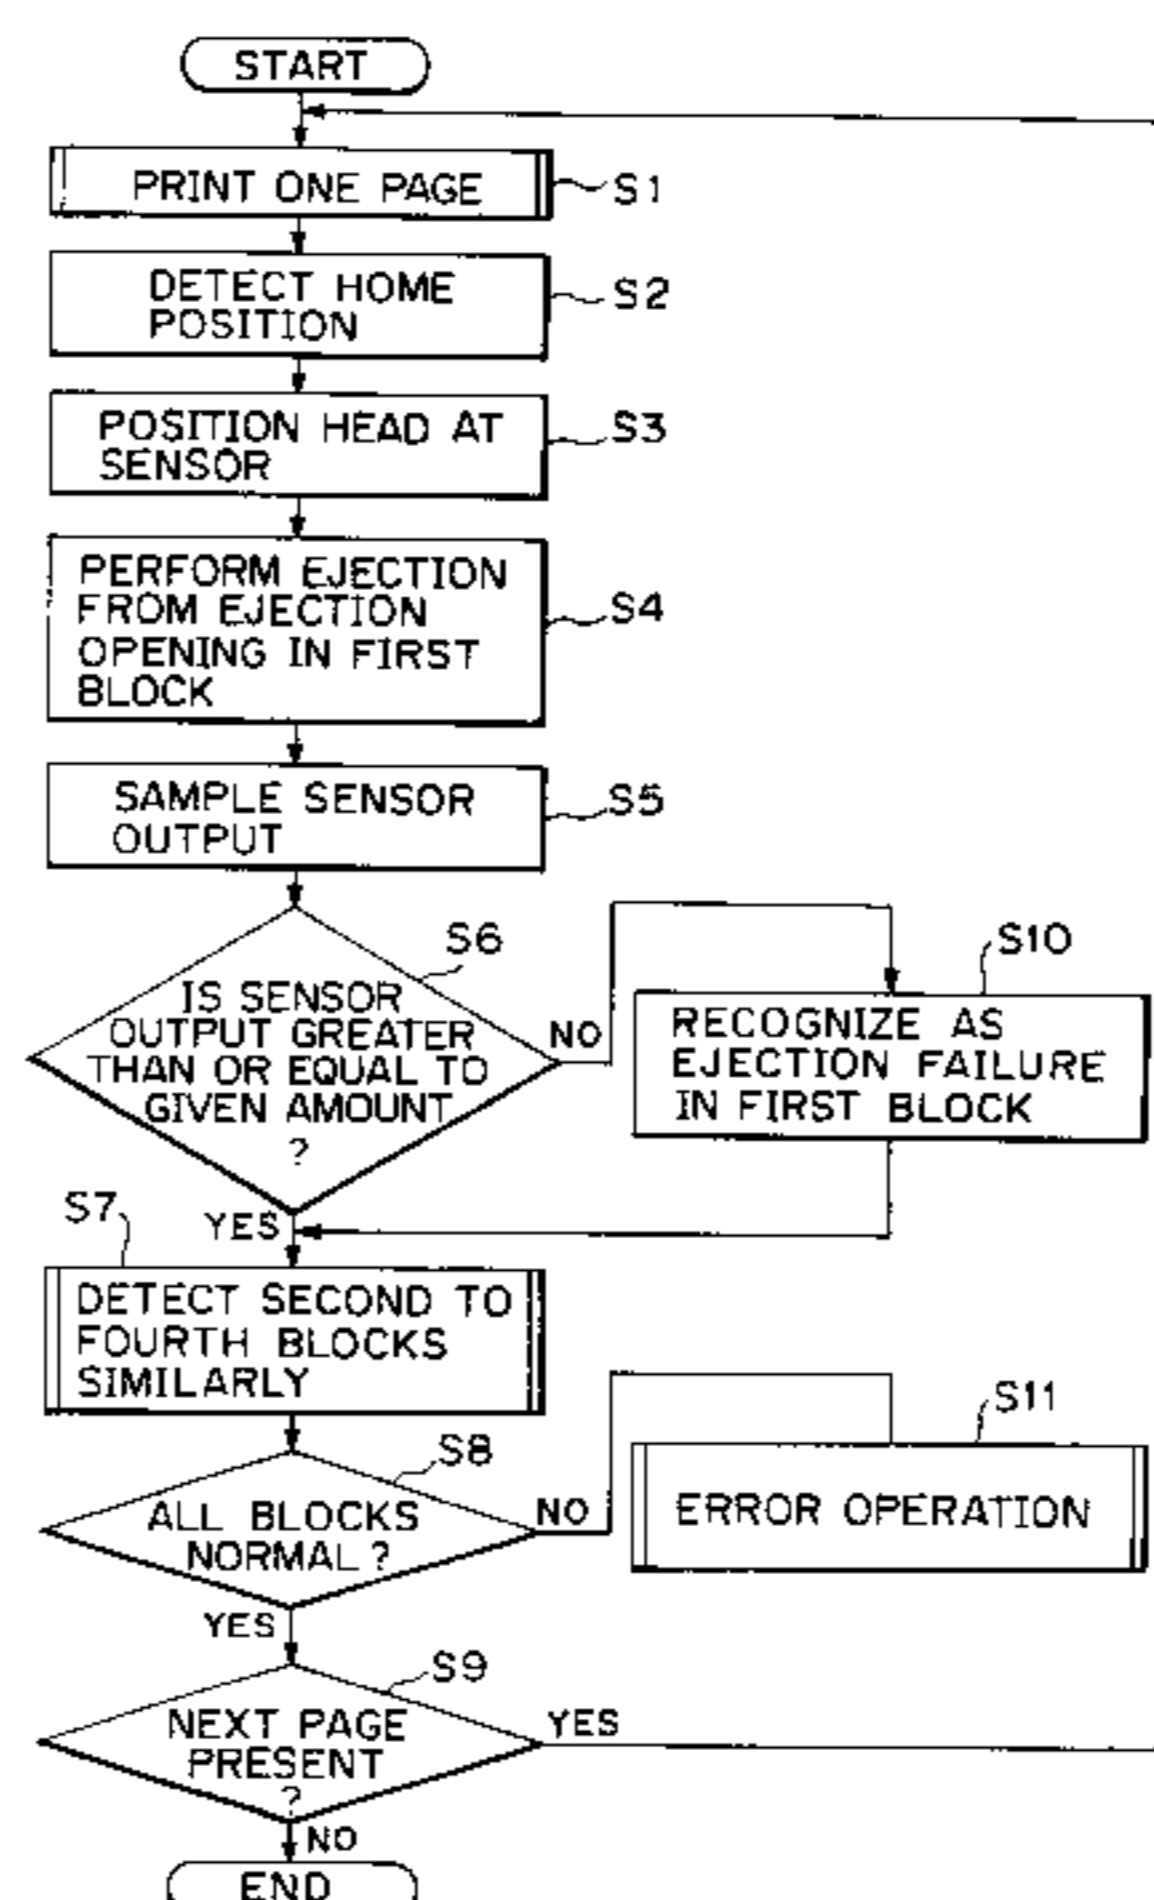 START
PRINT ONE PAGE
S1
DETECT HOME
POSITION
S2
POSITION HEAD AT
SENSOR
S3
PERFORM EJECTION
FROM EJECTION
OPENING IN FIRST
BLOCK
S4
SAMPLE SENSOR
OUTPUT
S5
S6
IS SENSOR
OUTPUT GREATER
THAN OR EQUAL TO
GIVEN AMOUNT
?
NO
S10
RECOGNIZE AS
EJECTION FAILURE
IN FIRST BLOCK
YES
S7
DETECT SECOND TO
FOURTH BLOCKS
SIMILARLY
S8
ALL BLOCKS
NORMAL?
NO
S11
ERROR OPERATION
YES
S9
NEXT PAGE
PRESENT
?
YES
NO
END